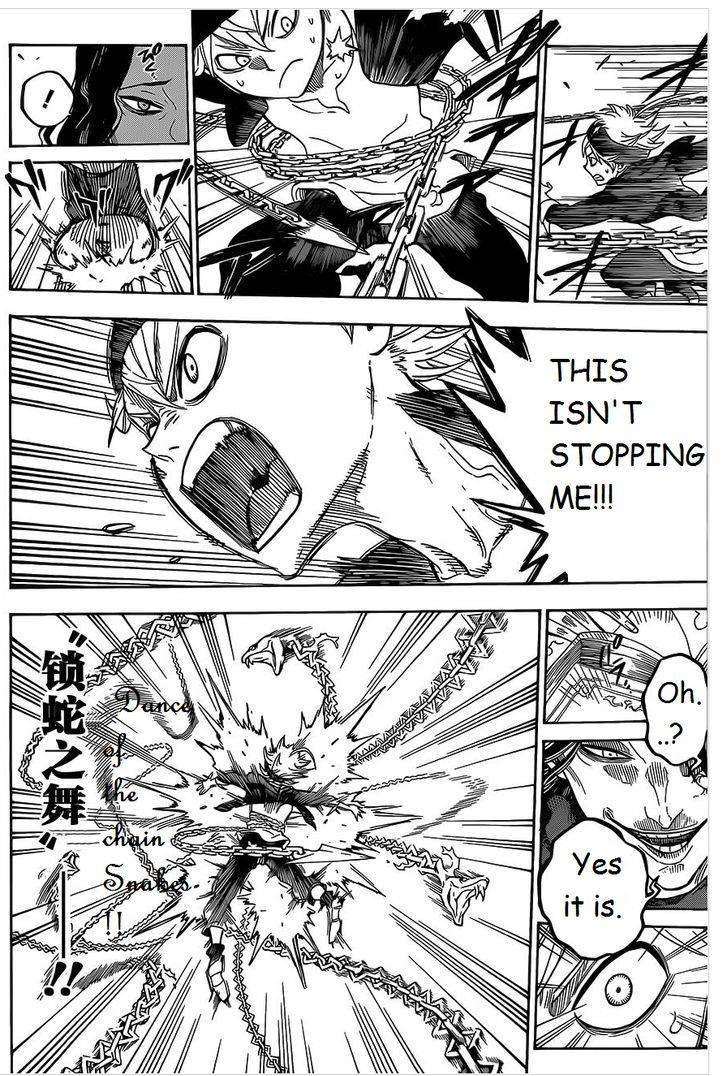 !
THIS
ISN'T
STOPPING
ME!!!
Oh.
..?
Yes
it is.
Dance
of
the
chain
Snakes
!!
"锁蛇之舞"
——!!